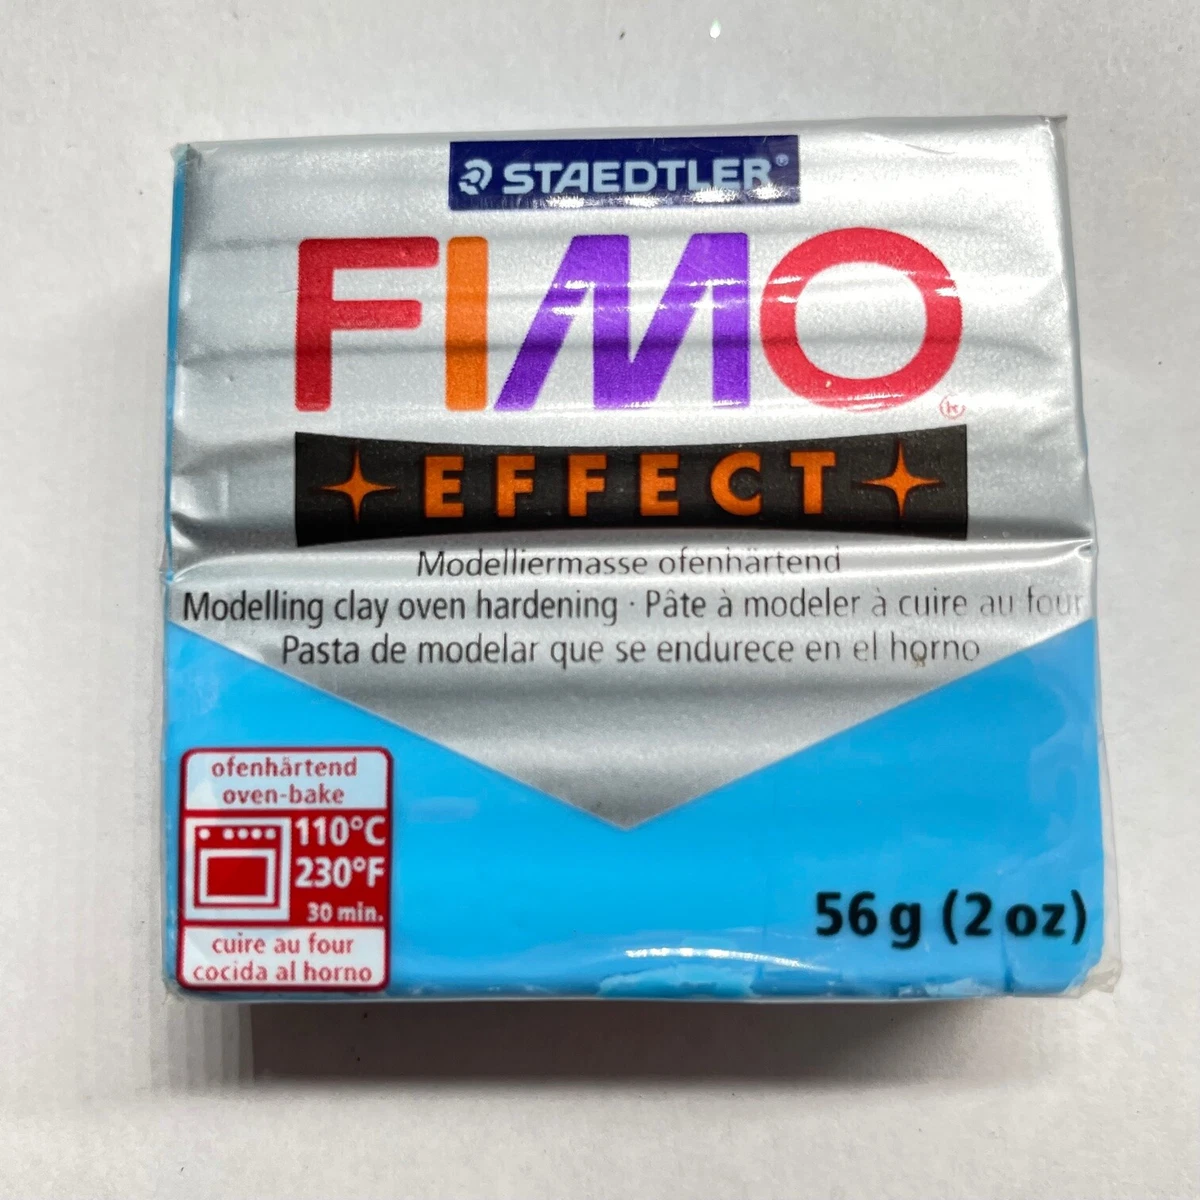 STAEDTLER®
FIMO®
EFFECT
Modelliermasse ofenhärtend
Modelling clay oven hardening · Pâte à modeler à cuire au four
Pasta de modelar que se endurece en el horno
ofenhärtend
oven-bake
110°C
230°F
30 min.
cuire au four
cocida al horno
56 g (2 oz)